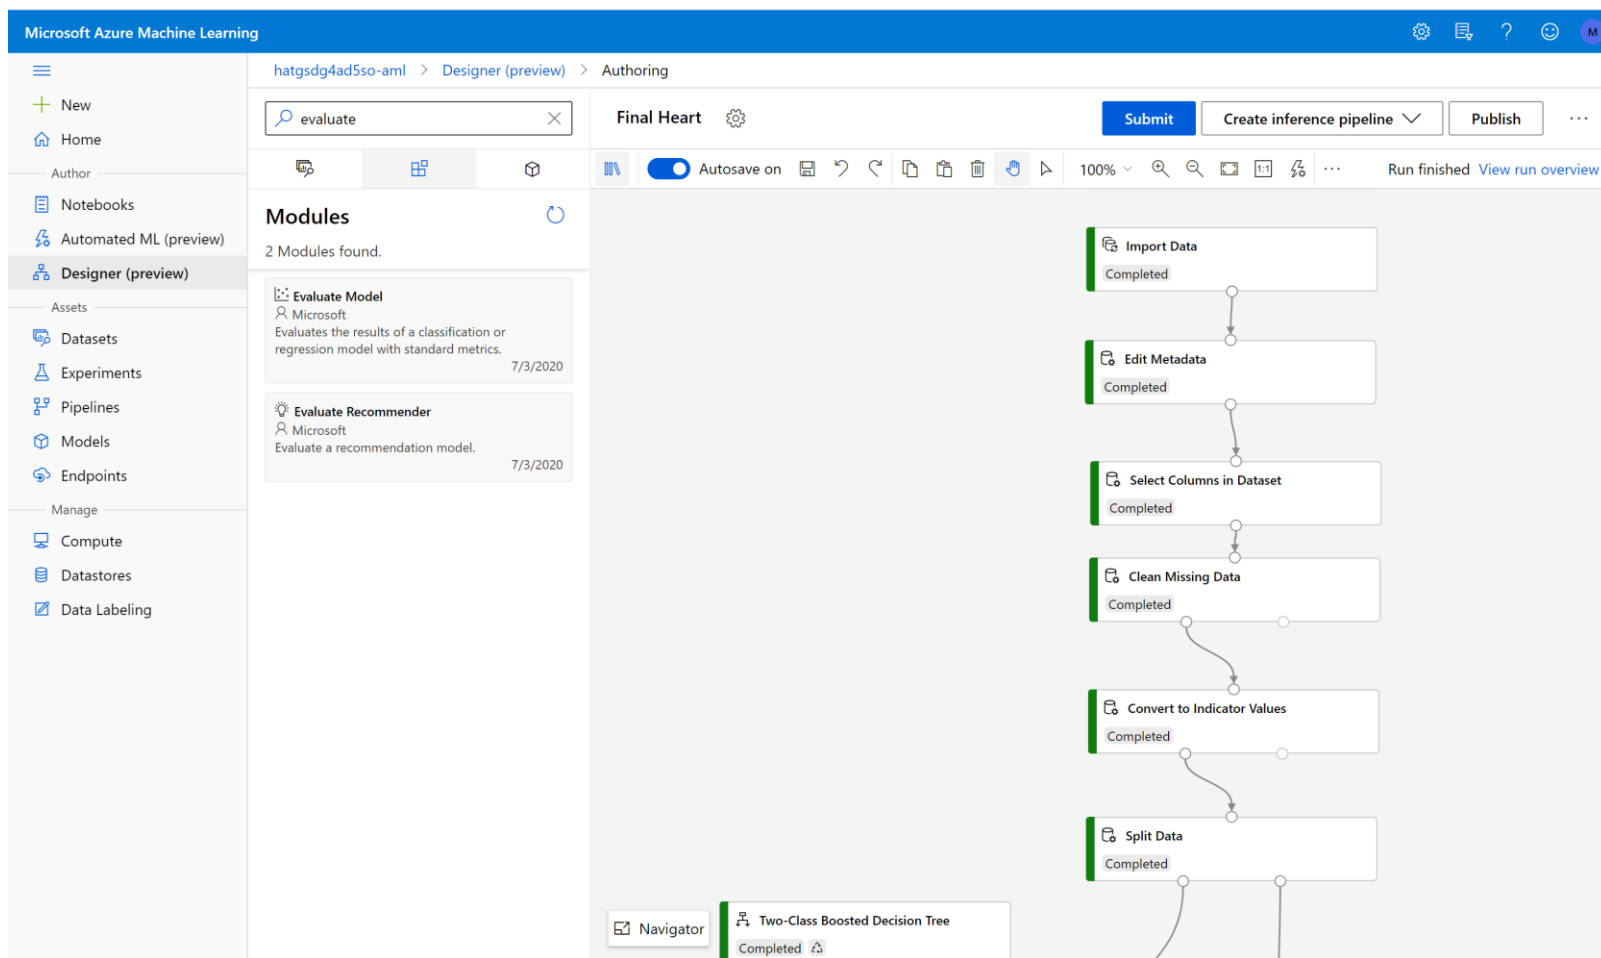 Microsoft Azure Machine Learning
M
New
Home
Author
Notebooks
Automated ML (preview)
Designer (preview)
Assets
Datasets
Experiments
Pipelines
Models
Endpoints
Manage
Compute
Datastores
Data Labeling
hatgsdg4ad5so-aml > Designer (preview) > Authoring
evaluate
Modules
2 Modules found.
Evaluate Model
Microsoft
Evaluates the results of a classification or
regression model with standard metrics.
7/3/2020
Evaluate Recommender
Microsoft
Evaluate a recommendation model.
7/3/2020
Final Heart
Submit
Create inference pipeline
Publish
...
Autosave on
100%
1:1
...
Run finished View run overview
Import Data
Completed
Edit Metadata
Completed
Select Columns in Dataset
Completed
Clean Missing Data
Completed
Convert to Indicator Values
Completed
Split Data
Completed
Navigator
Two-Class Boosted Decision Tree
Completed